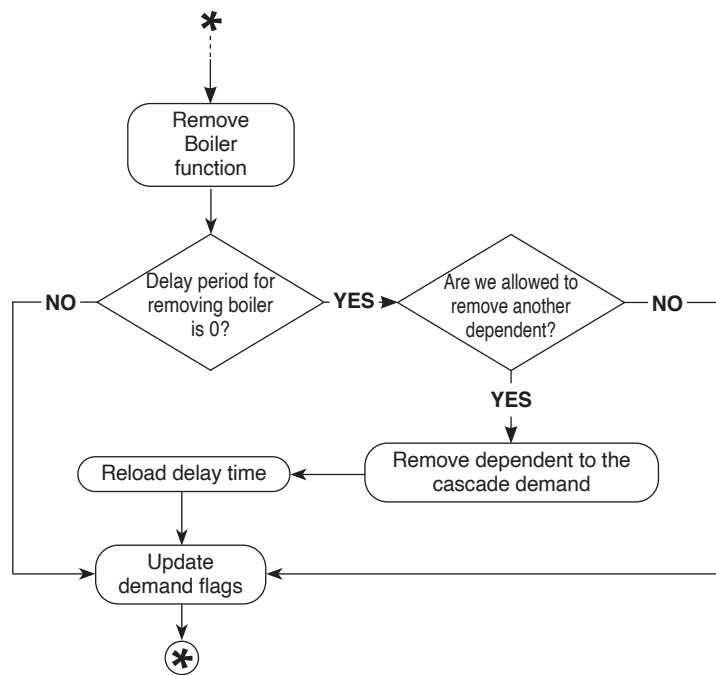 *
Remove
Boiler
function
Delay period for
removing boiler
is 0?
NO
YES
Are we allowed to
remove another
dependent?
NO
YES
Remove dependent to the
cascade demand
Reload delay time
Update
demand flags
*